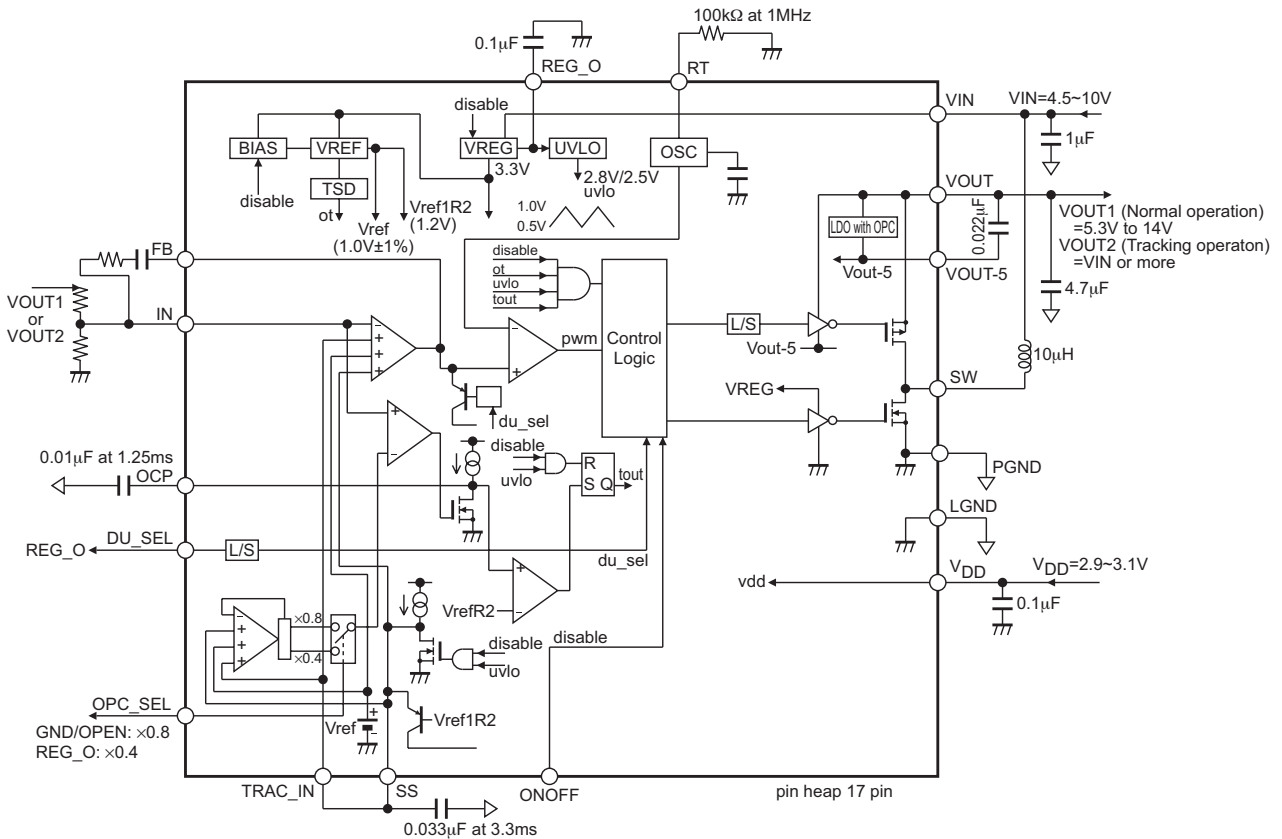 100kΩ at 1MHz
0.1μF
REG_O
RT
VIN
VIN=4.5~10V
disable
1μF
BIAS
VREF
VREG
UVLO
OSC
3.3V
2.8V/2.5V
uvlo
TSD
disable
ot
Vref
(1.0V±1%)
Vref1R2
(1.2V)
1.0V
0.5V
VOUT
LDO with OPC
0.022μF
VOUT1 (Normal operation)
=5.3V to 14V
VOUT2 (Tracking operaton)
=VIN or more
Vout-5
VOUT-5
4.7μF
FB
disable
ot
uvlo
tout
VOUT1
or
VOUT2
IN
pwm
Control
Logic
L/S
Vout-5
10μH
SW
VREG
du_sel
disable
uvlo
R
S Q
tout
PGND
0.01μF at 1.25ms
OCP
LGND
REG_O
DU_SEL
L/S
du_sel
VDD
VDD=2.9~3.1V
vdd
0.1μF
VrefR2
×0.8
×0.4
disable
disable
uvlo
OPC_SEL
GND/OPEN: ×0.8
REG_O: ×0.4
Vref
Vref1R2
TRAC_IN
SS
ONOFF
pin heap 17 pin
0.033μF at 3.3ms